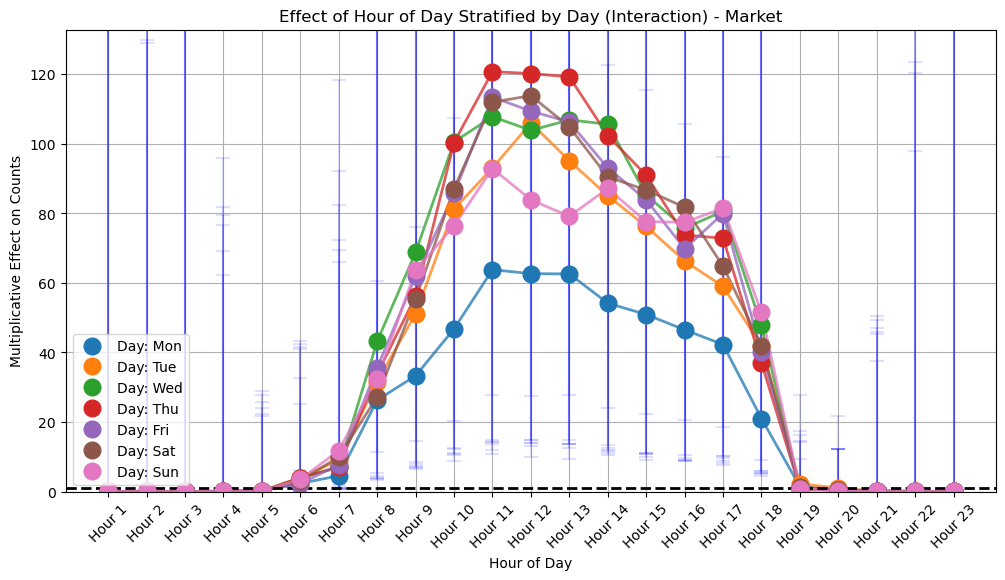 Effect of Hour of Day Stratified by Day (Interaction) - Market
Multiplicative Effect on Counts
120
100
80
60
40
20
0
Day: Mon
Day: Tue
Day: Wed
Day: Thu
Day: Fri
Day: Sat
Day: Sun
Hour 1
Hour 2
Hour 3
Hour 4
Hour 5
Hour 6
Hour 7
Hour 8
Hour 9
Hour 10
Hour 11
Hour 12
Hour 13
Hour 14
Hour 15
Hour 16
Hour 17
Hour 18
Hour 19
Hour 20
Hour 21
Hour 22
Hour 23
Hour of Day